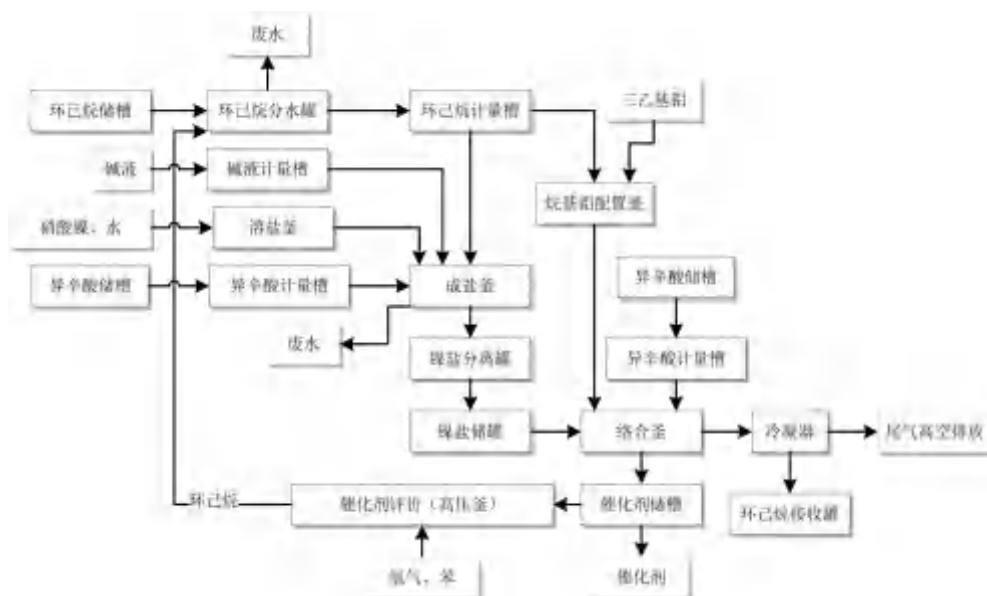 废水
环己烷储槽
环己烷分水罐
环己烷计量槽
三乙基铝
碱液
碱液计量槽
烷基铝配置釜
硝酸镍、水
溶盐釜
异辛酸储槽
异辛酸计量槽
成盐釜
异辛酸储槽
废水
镍盐分离罐
异辛酸计量槽
镍盐储罐
络合釜
冷凝器
尾气高空排放
环己烷
催化剂评价（高压釜）
催化剂储槽
环己烷接收罐
氢气、苯
催化剂